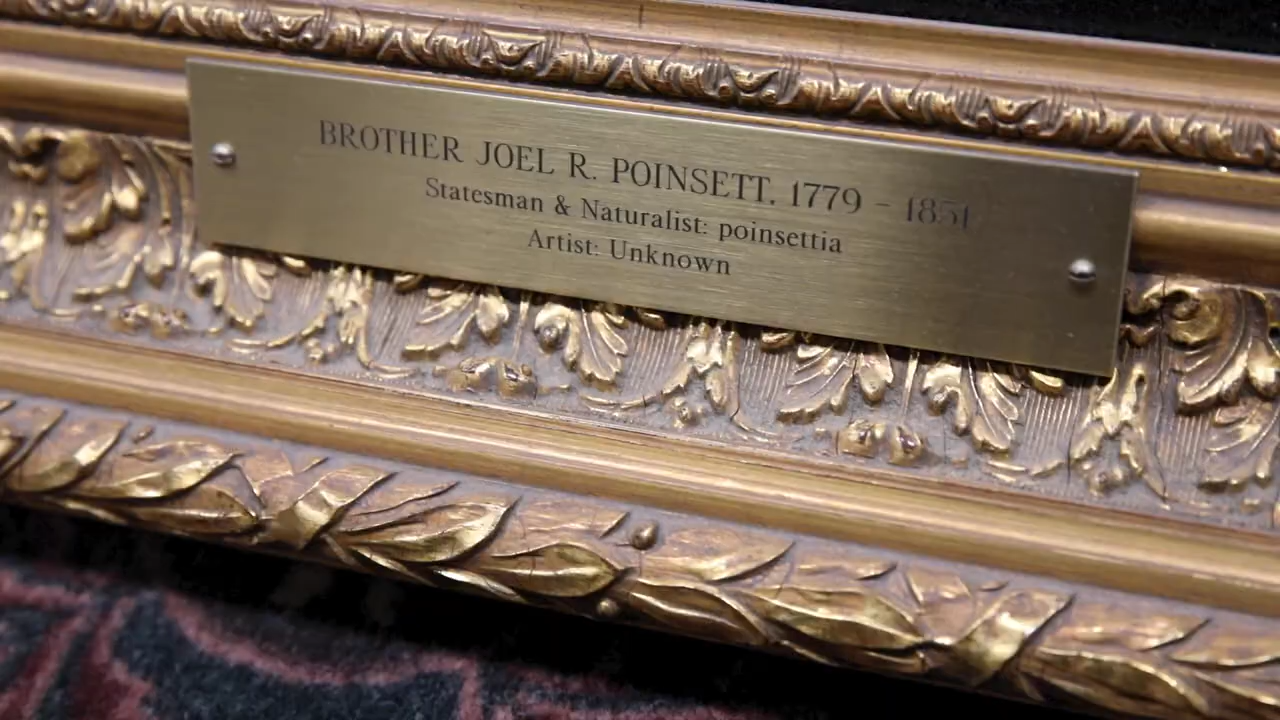 BROTHER JOEL R. POINSETT, 1779 - 1851
Statesman & Naturalist: poinsettia
Artist: Unknown